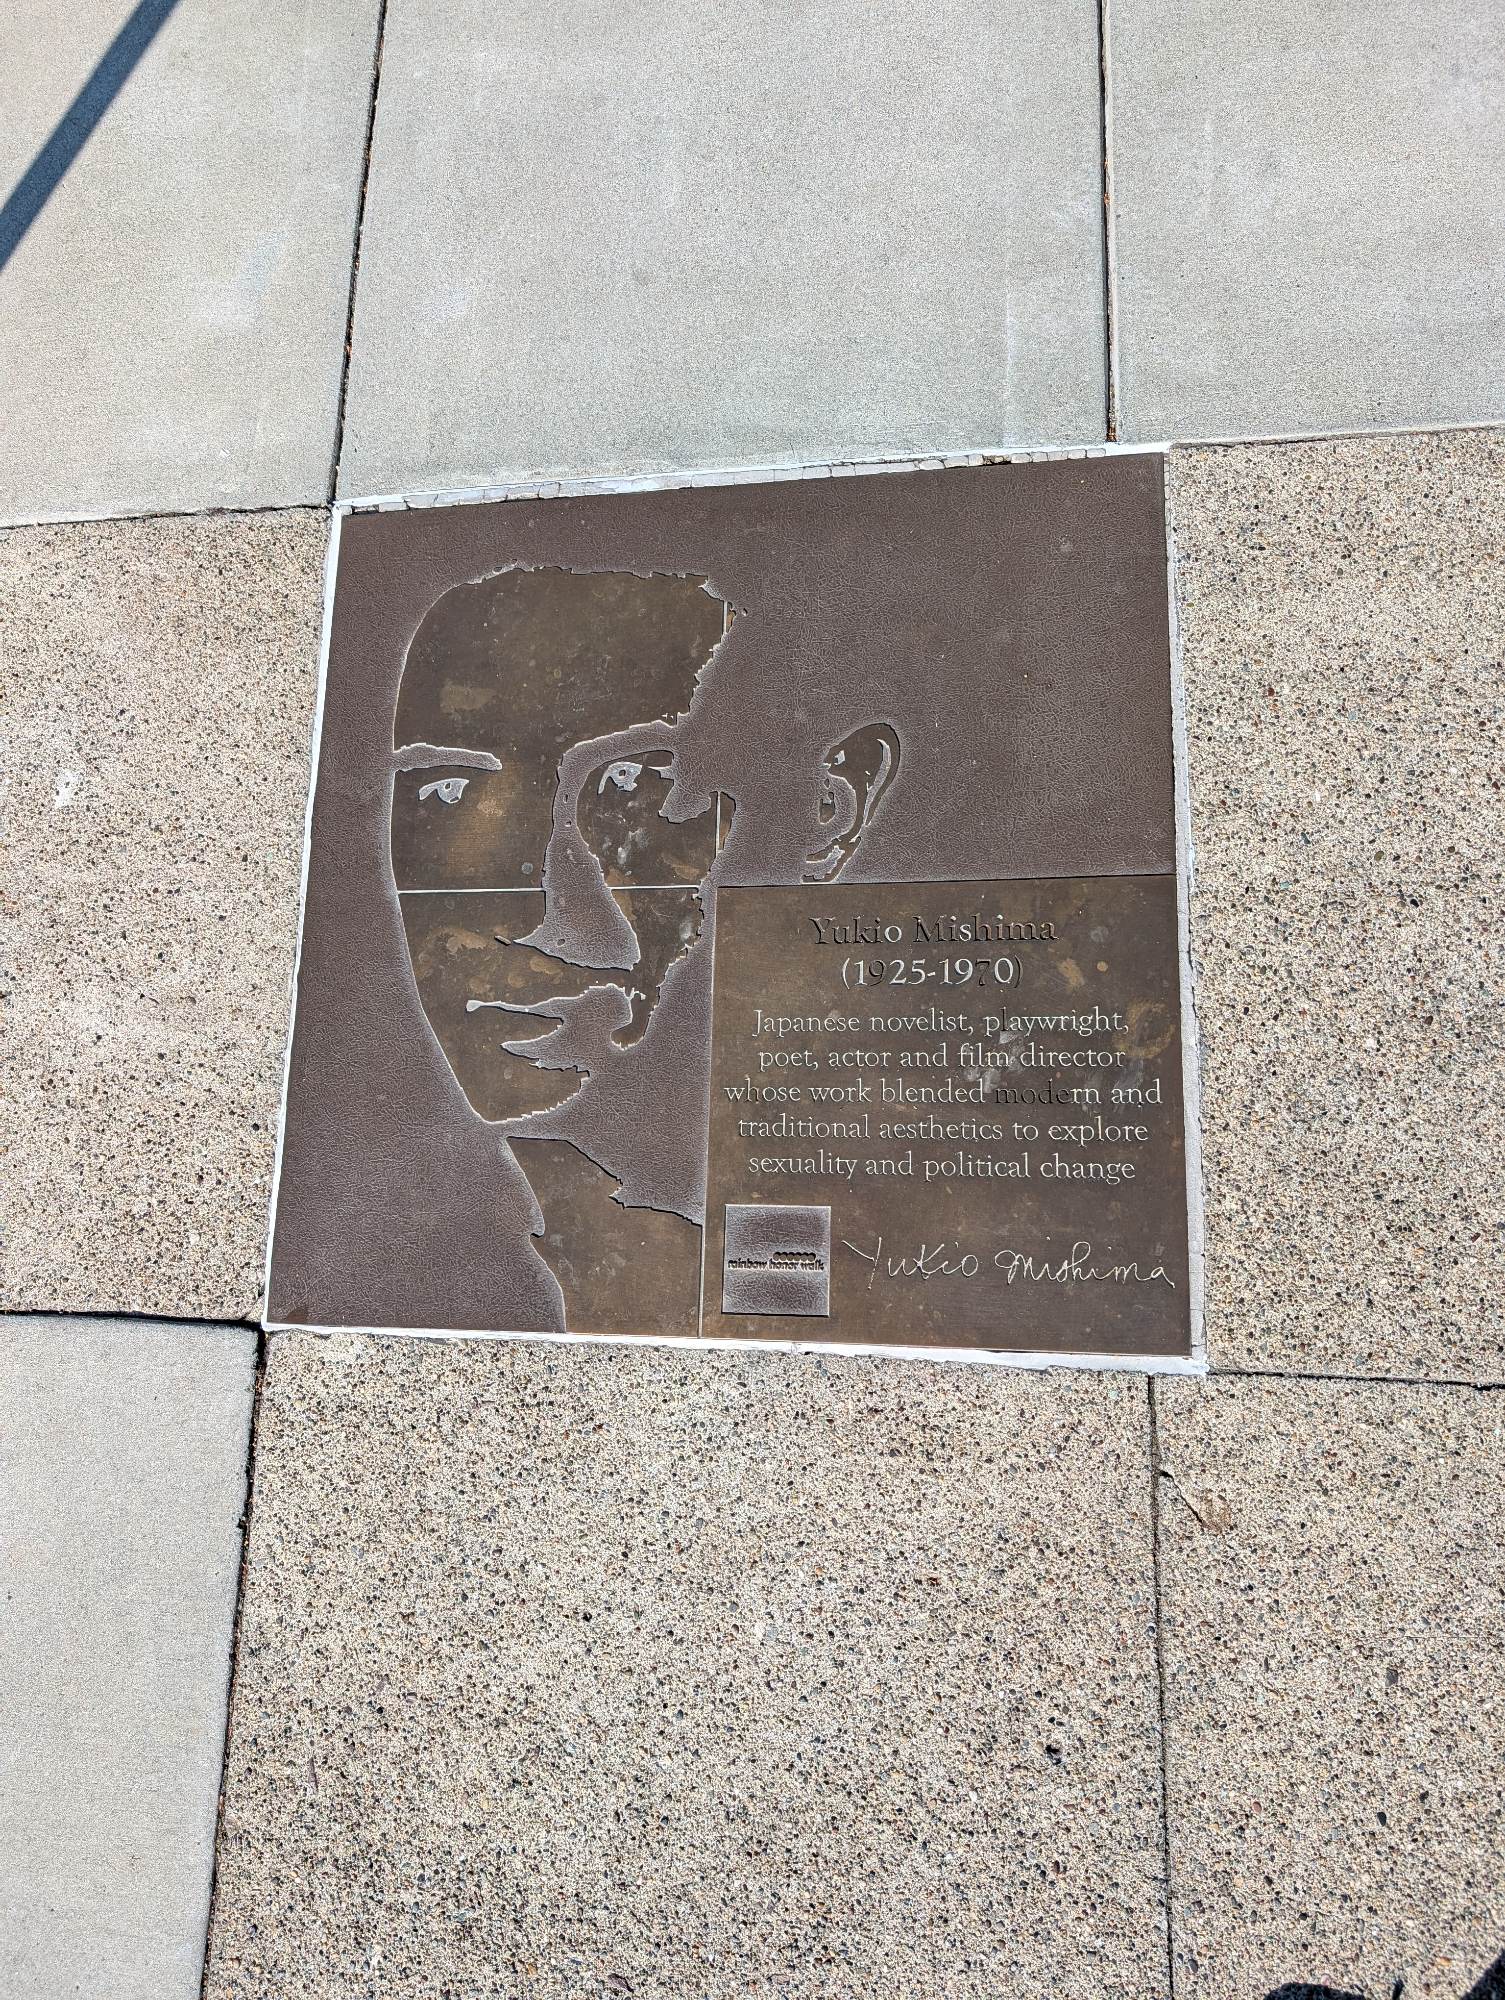 Yukio Mishima
(1925-1970)
Japanese novelist, playwright,
poet, actor and film director
whose work blended modern and
traditional aesthetics to explore
sexuality and political change
rainbow honor walk
Yukio Mishima